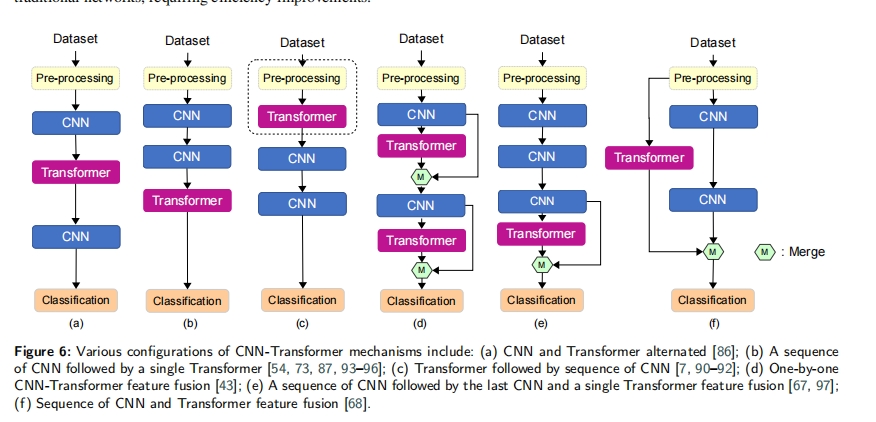 traditional networks, requiring efficiency improvements.
Dataset Dataset Dataset Dataset Dataset Dataset
Pre-processing Pre-processing Pre-processing Pre-processing Pre-processing Pre-processing
CNN CNN Transformer CNN CNN CNN
Transformer CNN CNN Transformer CNN Transformer
M
Transformer CNN CNN CNN CNN
CNN Transformer Transformer
M M M M : Merge
Classification Classification Classification Classification Classification Classification
(a) (b) (c) (d) (e) (f)
Figure 6: Various configurations of CNN-Transformer mechanisms include: (a) CNN and Transformer alternated [86]; (b) A sequence
of CNN followed by a single Transformer [54, 73, 87, 93–96]; (c) Transformer followed by sequence of CNN [7, 90–92]; (d) One-by-one
CNN-Transformer feature fusion [43]; (e) A sequence of CNN followed by the last CNN and a single Transformer feature fusion [67, 97];
(f) Sequence of CNN and Transformer feature fusion [68].